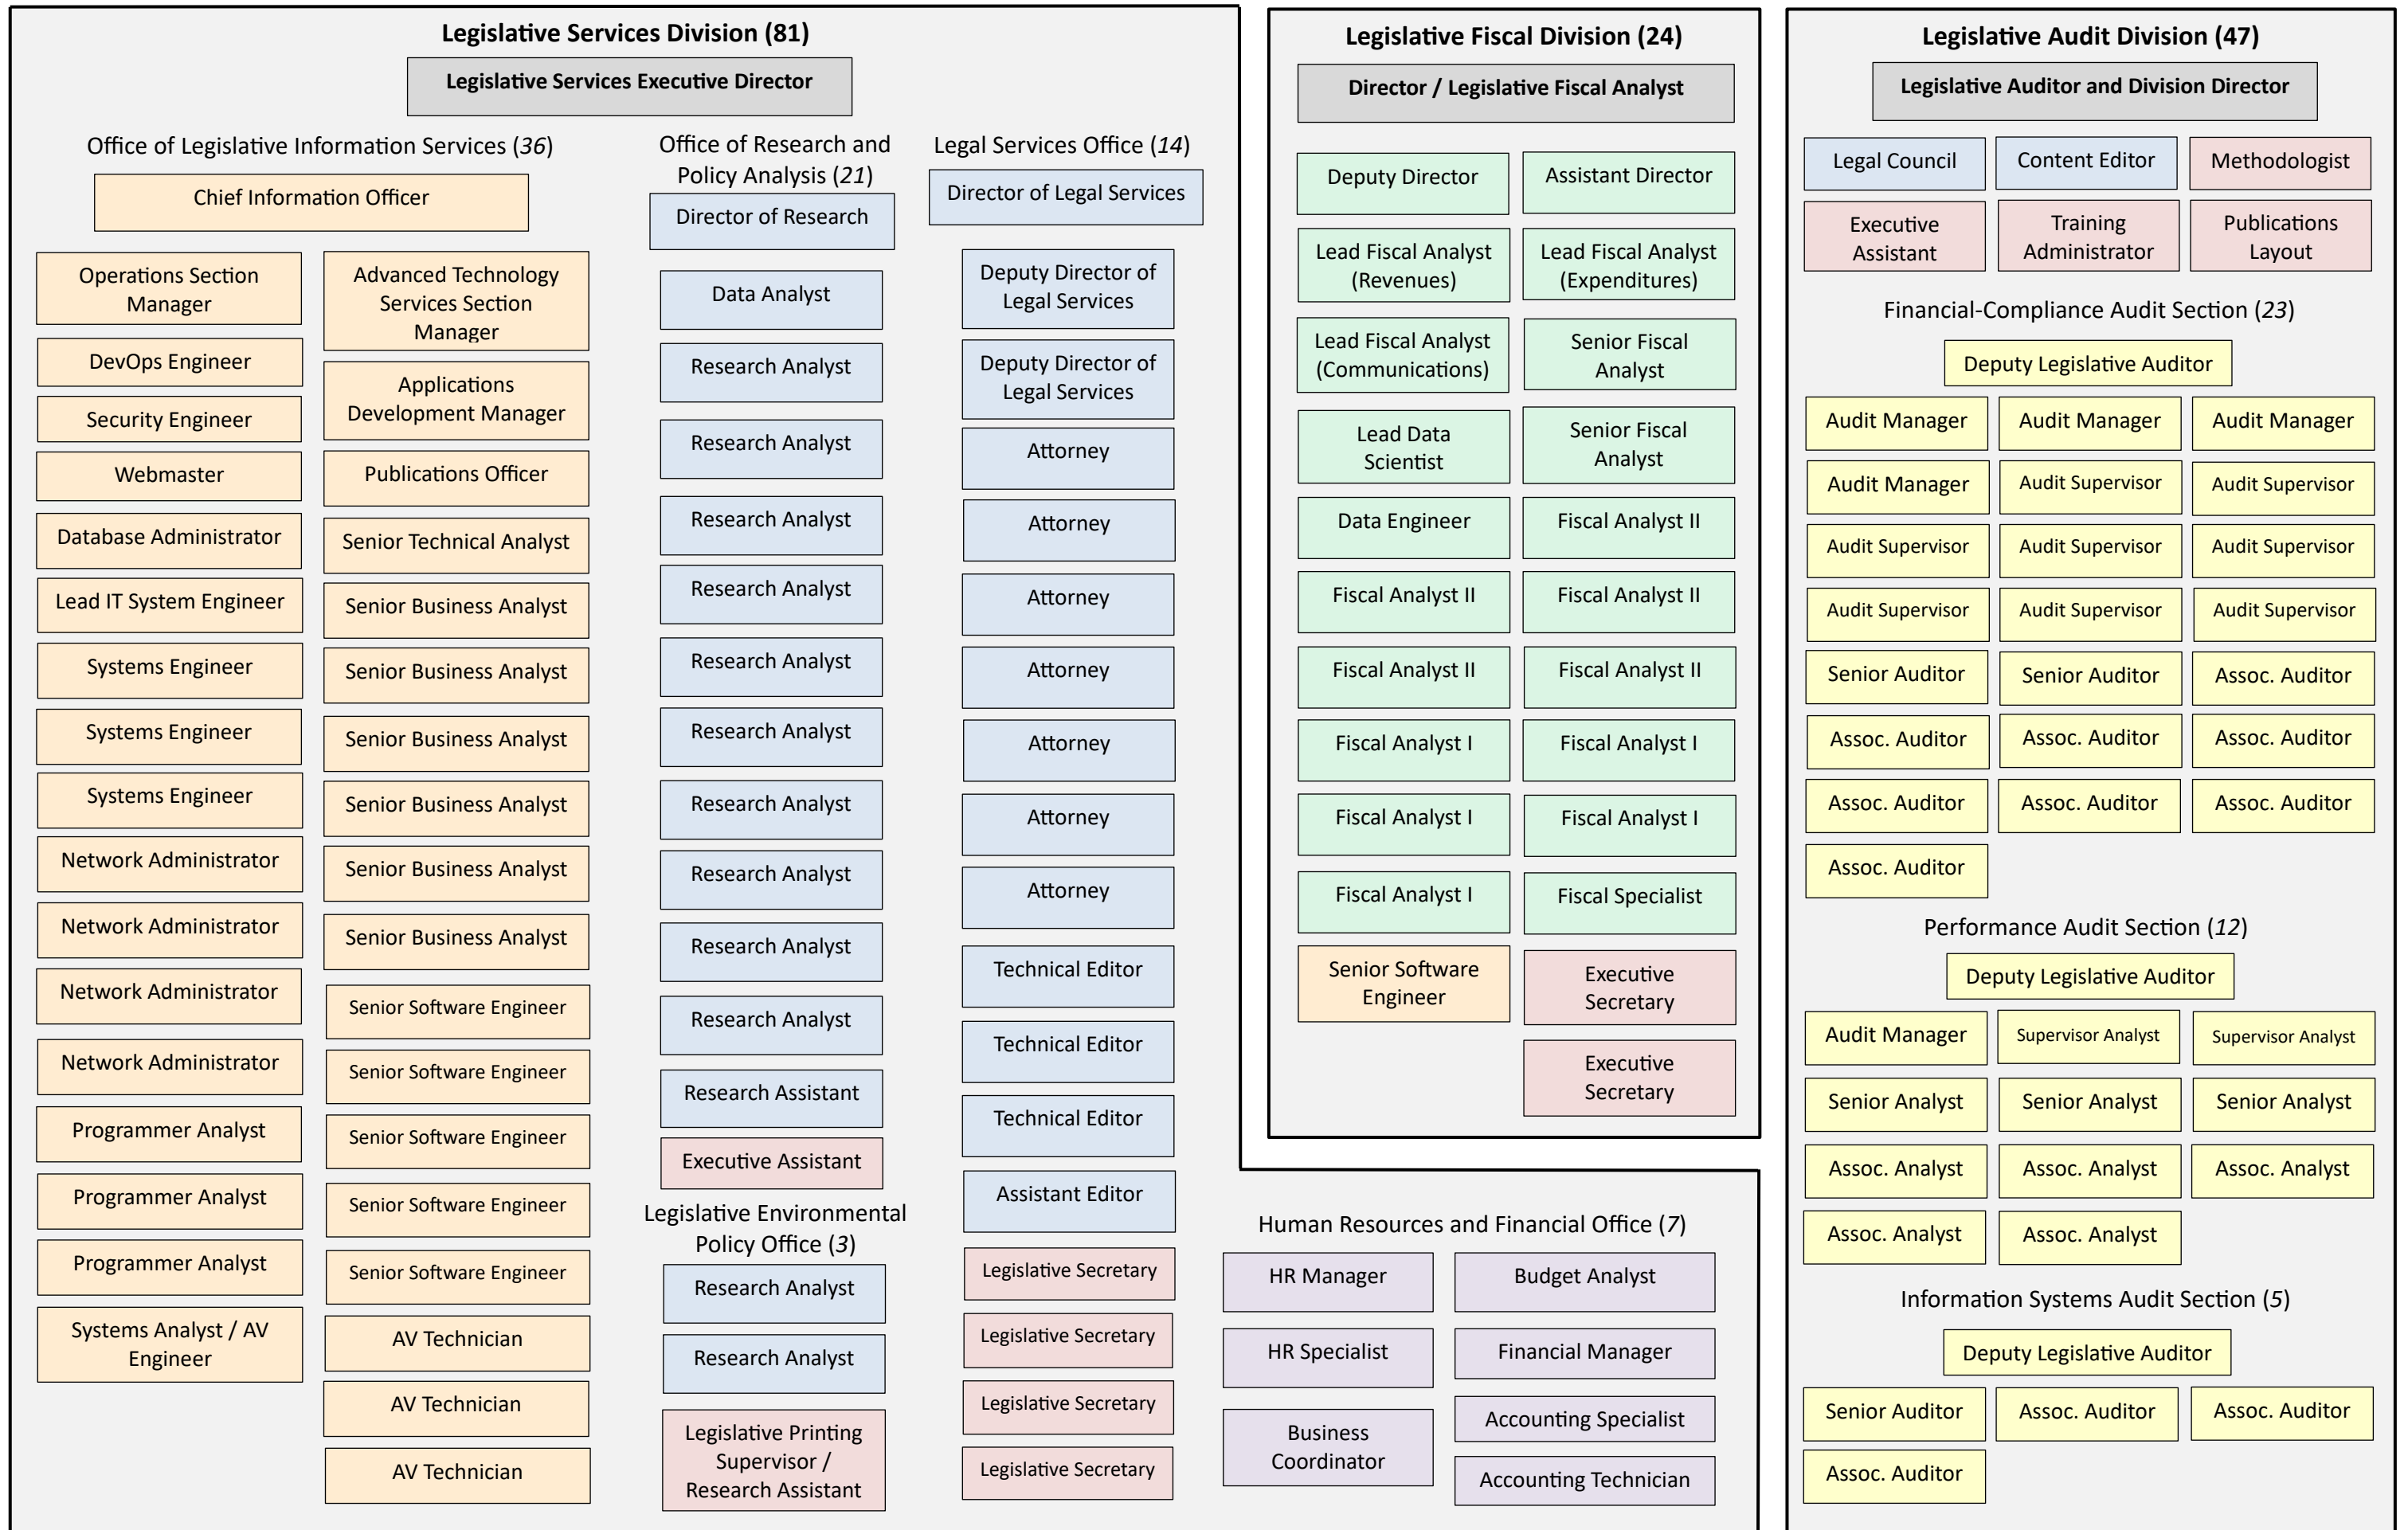 Legislative Services Division (81)
Legislative Services Executive Director
Office of Legislative Information Services (36)
Chief Information Officer
Operations Section
Manager
DevOps Engineer
Security Engineer
Webmaster
Database Administrator
Lead IT System Engineer
Systems Engineer
Systems Engineer
Systems Engineer
Network Administrator
Network Administrator
Network Administrator
Network Administrator
Programmer Analyst
Programmer Analyst
Programmer Analyst
Systems Analyst / AV
Engineer
Advanced Technology
Services Section
Manager
Applications
Development Manager
Publications Officer
Senior Technical Analyst
Senior Business Analyst
Senior Business Analyst
Senior Business Analyst
Senior Business Analyst
Senior Business Analyst
Senior Business Analyst
Senior Software Engineer
Senior Software Engineer
Senior Software Engineer
Senior Software Engineer
Senior Software Engineer
AV Technician
AV Technician
AV Technician
Office of Research and
Policy Analysis (21)
Director of Research
Data Analyst
Research Analyst
Research Analyst
Research Analyst
Research Analyst
Research Analyst
Research Analyst
Research Analyst
Research Analyst
Research Analyst
Research Analyst
Research Assistant
Executive Assistant
Legislative Environmental
Policy Office (3)
Research Analyst
Research Analyst
Legislative Printing
Supervisor /
Research Assistant
Legal Services Office (14)
Director of Legal Services
Deputy Director of
Legal Services
Deputy Director of
Legal Services
Attorney
Attorney
Attorney
Attorney
Attorney
Attorney
Attorney
Technical Editor
Technical Editor
Technical Editor
Assistant Editor
Legislative Secretary
Legislative Secretary
Legislative Secretary
Legislative Secretary
Human Resources and Financial Office (7)
HR Manager
HR Specialist
Business
Coordinator
Budget Analyst
Financial Manager
Accounting Specialist
Accounting Technician
Legislative Fiscal Division (24)
Director / Legislative Fiscal Analyst
Deputy Director
Assistant Director
Lead Fiscal Analyst
(Revenues)
Lead Fiscal Analyst
(Expenditures)
Lead Fiscal Analyst
(Communications)
Senior Fiscal
Analyst
Lead Data
Scientist
Senior Fiscal
Analyst
Data Engineer
Fiscal Analyst II
Fiscal Analyst II
Fiscal Analyst II
Fiscal Analyst II
Fiscal Analyst II
Fiscal Analyst I
Fiscal Analyst I
Fiscal Analyst I
Fiscal Analyst I
Fiscal Analyst I
Fiscal Specialist
Senior Software
Engineer
Executive
Secretary
Executive
Secretary
Legislative Audit Division (47)
Legislative Auditor and Division Director
Legal Council
Content Editor
Methodologist
Executive
Assistant
Training
Administrator
Publications
Layout
Financial-Compliance Audit Section (23)
Deputy Legislative Auditor
Audit Manager
Audit Manager
Audit Manager
Audit Manager
Audit Supervisor
Audit Supervisor
Audit Supervisor
Audit Supervisor
Audit Supervisor
Audit Supervisor
Audit Supervisor
Audit Supervisor
Senior Auditor
Senior Auditor
Assoc. Auditor
Assoc. Auditor
Assoc. Auditor
Assoc. Auditor
Assoc. Auditor
Assoc. Auditor
Assoc. Auditor
Assoc. Auditor
Performance Audit Section (12)
Deputy Legislative Auditor
Audit Manager
Supervisor Analyst
Supervisor Analyst
Senior Analyst
Senior Analyst
Senior Analyst
Assoc. Analyst
Assoc. Analyst
Assoc. Analyst
Assoc. Analyst
Assoc. Analyst
Information Systems Audit Section (5)
Deputy Legislative Auditor
Senior Auditor
Assoc. Auditor
Assoc. Auditor
Assoc. Auditor